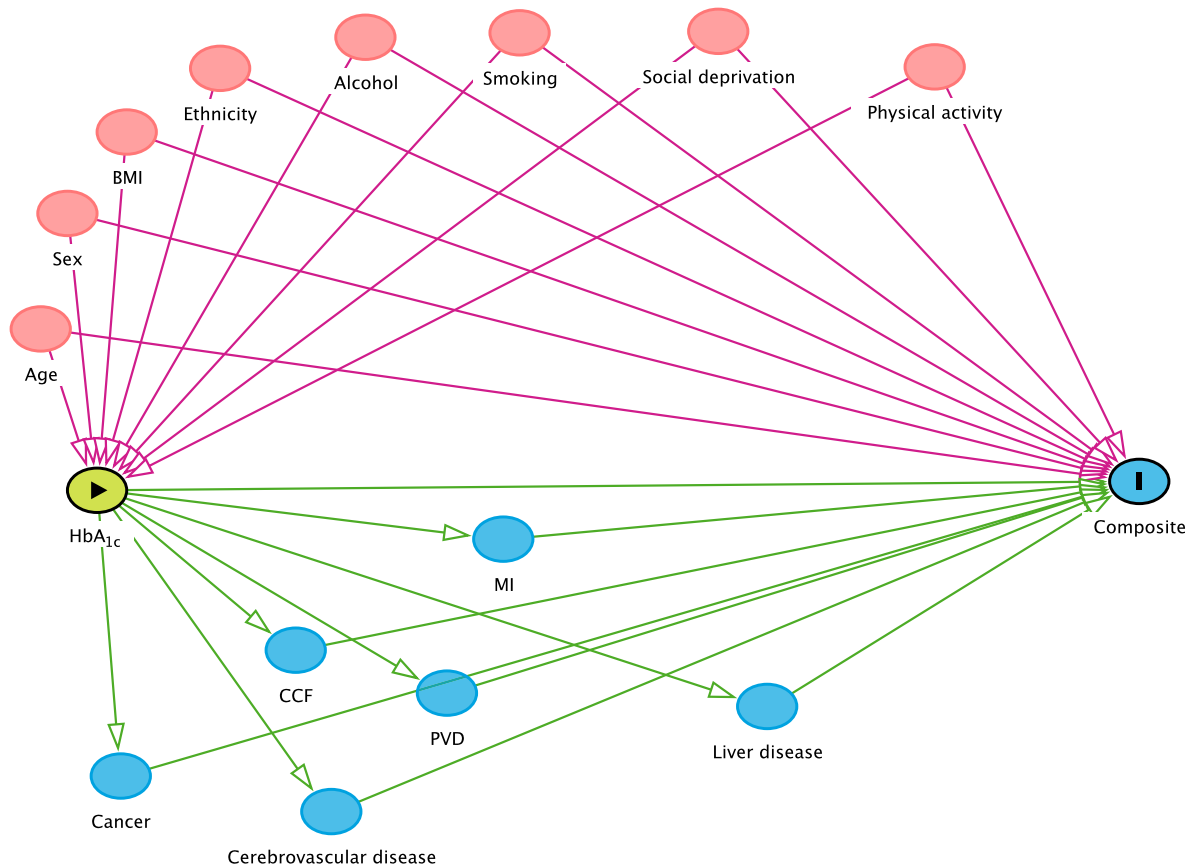 Alcohol
Smoking
Social deprivation
Ethnicity
Physical activity
BMI
Sex
Age
HbA1c
Composite
MI
CCF
PVD
Liver disease
Cancer
Cerebrovascular disease